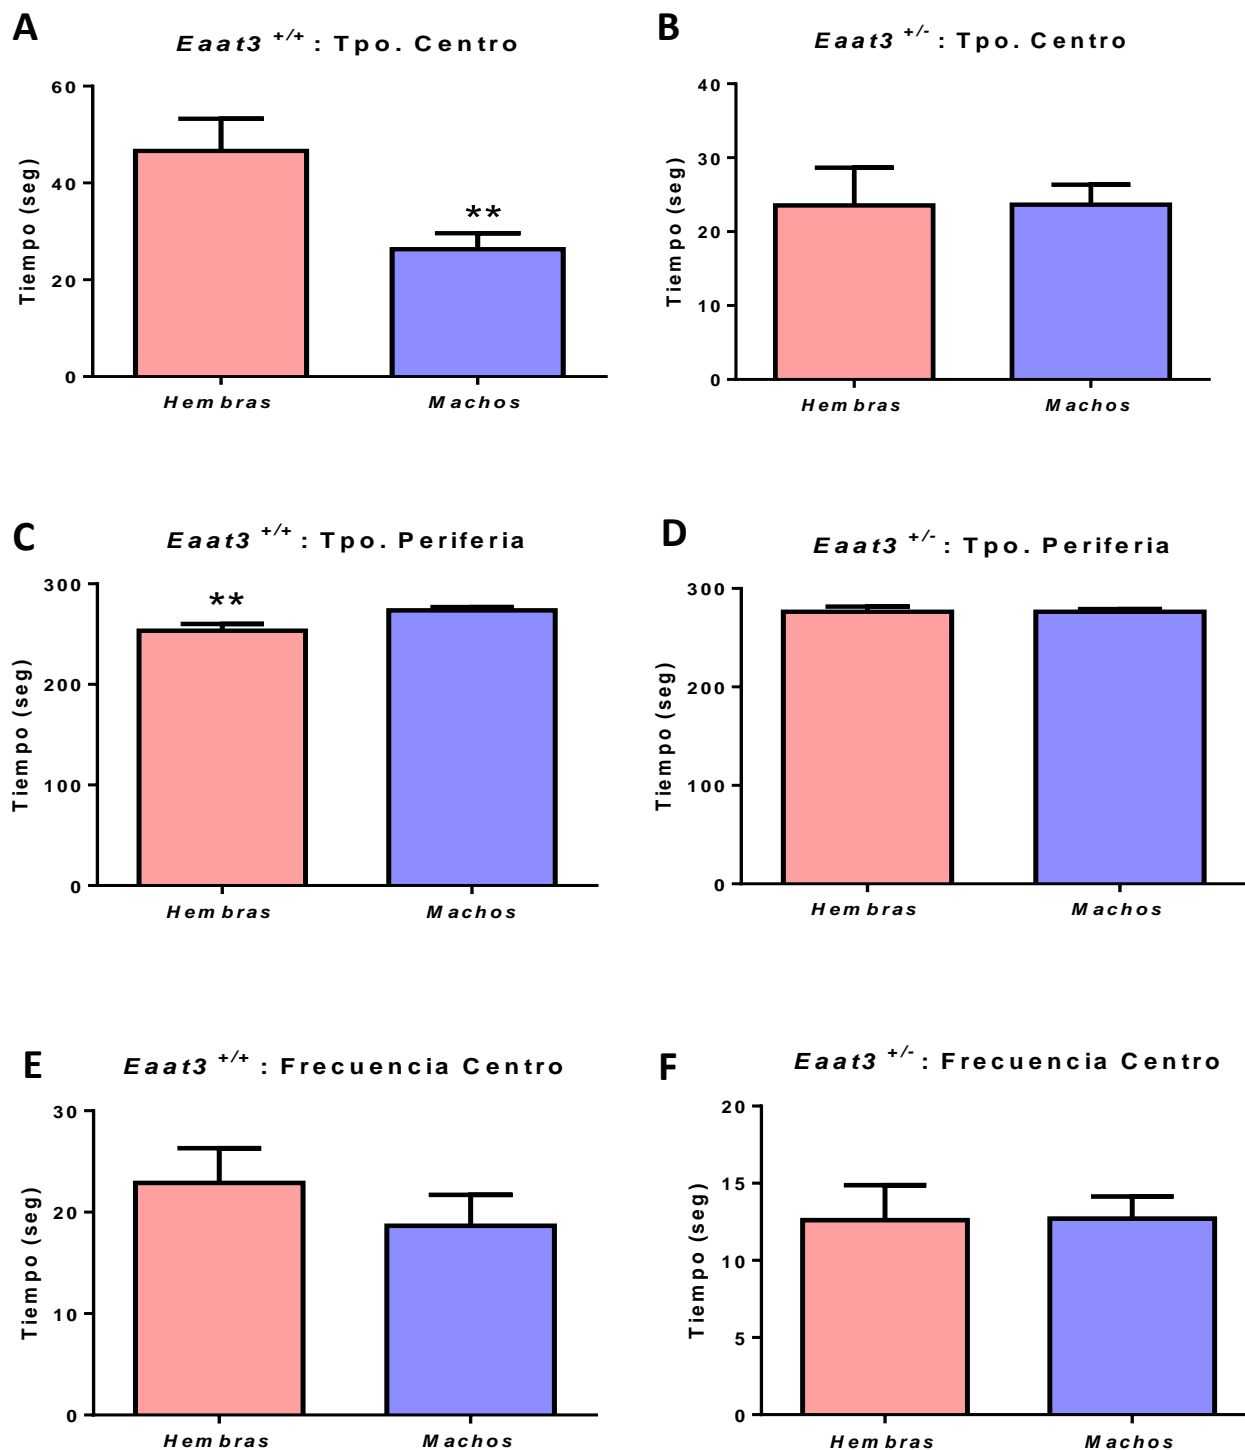 A
Eaat3 +/+ : Tpo. Centro
60
40
20
0
Tiempo (seg)
**
Hembras
Machos
B
Eaat3 +/- : Tpo. Centro
40
30
20
10
0
Tiempo (seg)
Hembras
Machos
C
Eaat3 +/+ : Tpo. Periferia
300
200
100
0
Tiempo (seg)
**
Hembras
Machos
D
Eaat3 +/- : Tpo. Periferia
300
200
100
0
Tiempo (seg)
Hembras
Machos
E
Eaat3 +/+ : Frecuencia Centro
30
20
10
0
Tiempo (seg)
Hembras
Machos
F
Eaat3 +/- : Frecuencia Centro
20
15
10
5
0
Tiempo (seg)
Hembras
Machos